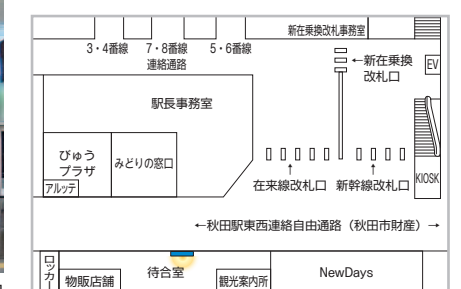 新在乗換改札事務室
3・4番線
7・8番線
5・6番線
連絡通路
←新在乗換
改札口
EV
駅長事務室
びゅう
プラザ
みどりの窓口
アルッテ
↑
在来線改札口
↑
新幹線改札口
KIOSK
←秋田駅東西連絡自由通路（秋田市財産）→
ロッカー
物販店舗
待合室
観光案内所
NewDays